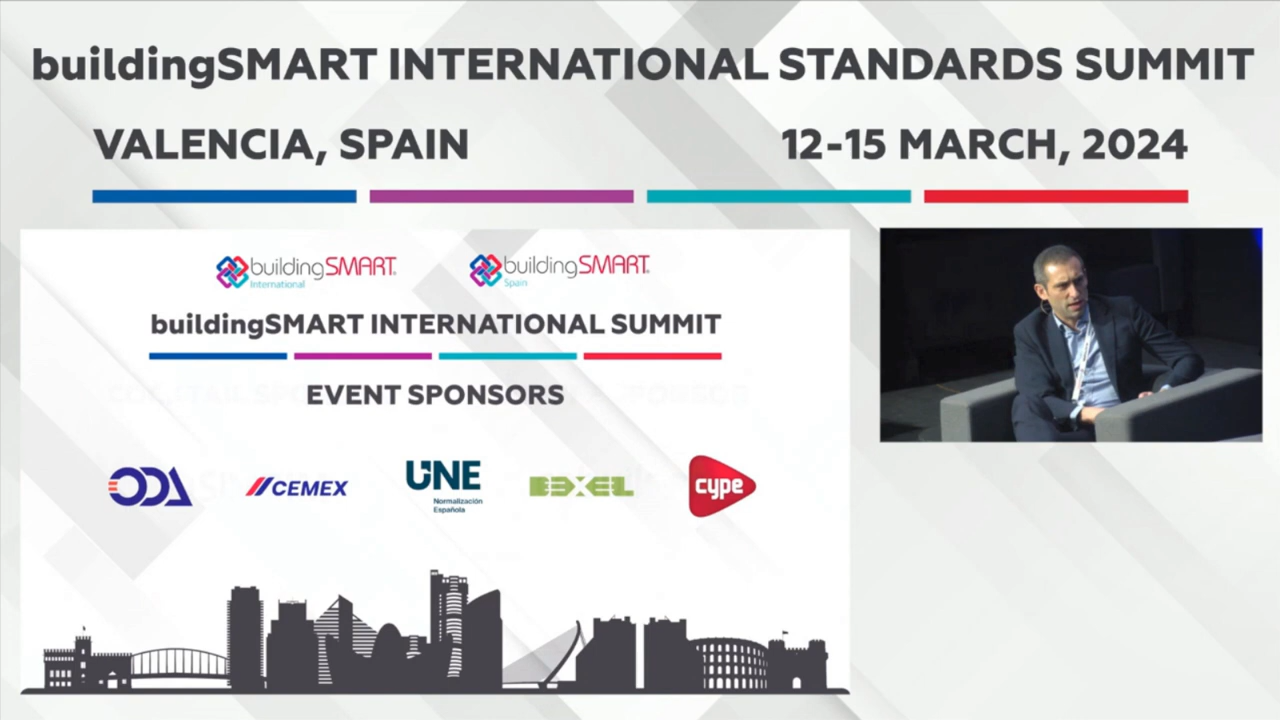 buildingSMART INTERNATIONAL STANDARDS SUMMIT
VALENCIA, SPAIN
12-15 MARCH, 2024
buildingSMART
International
buildingSMART
Spain
buildingSMART INTERNATIONAL SUMMIT
EVENT SPONSORS
ODA
CEMEX
UNE
Normalización
Española
BEXEL
cype